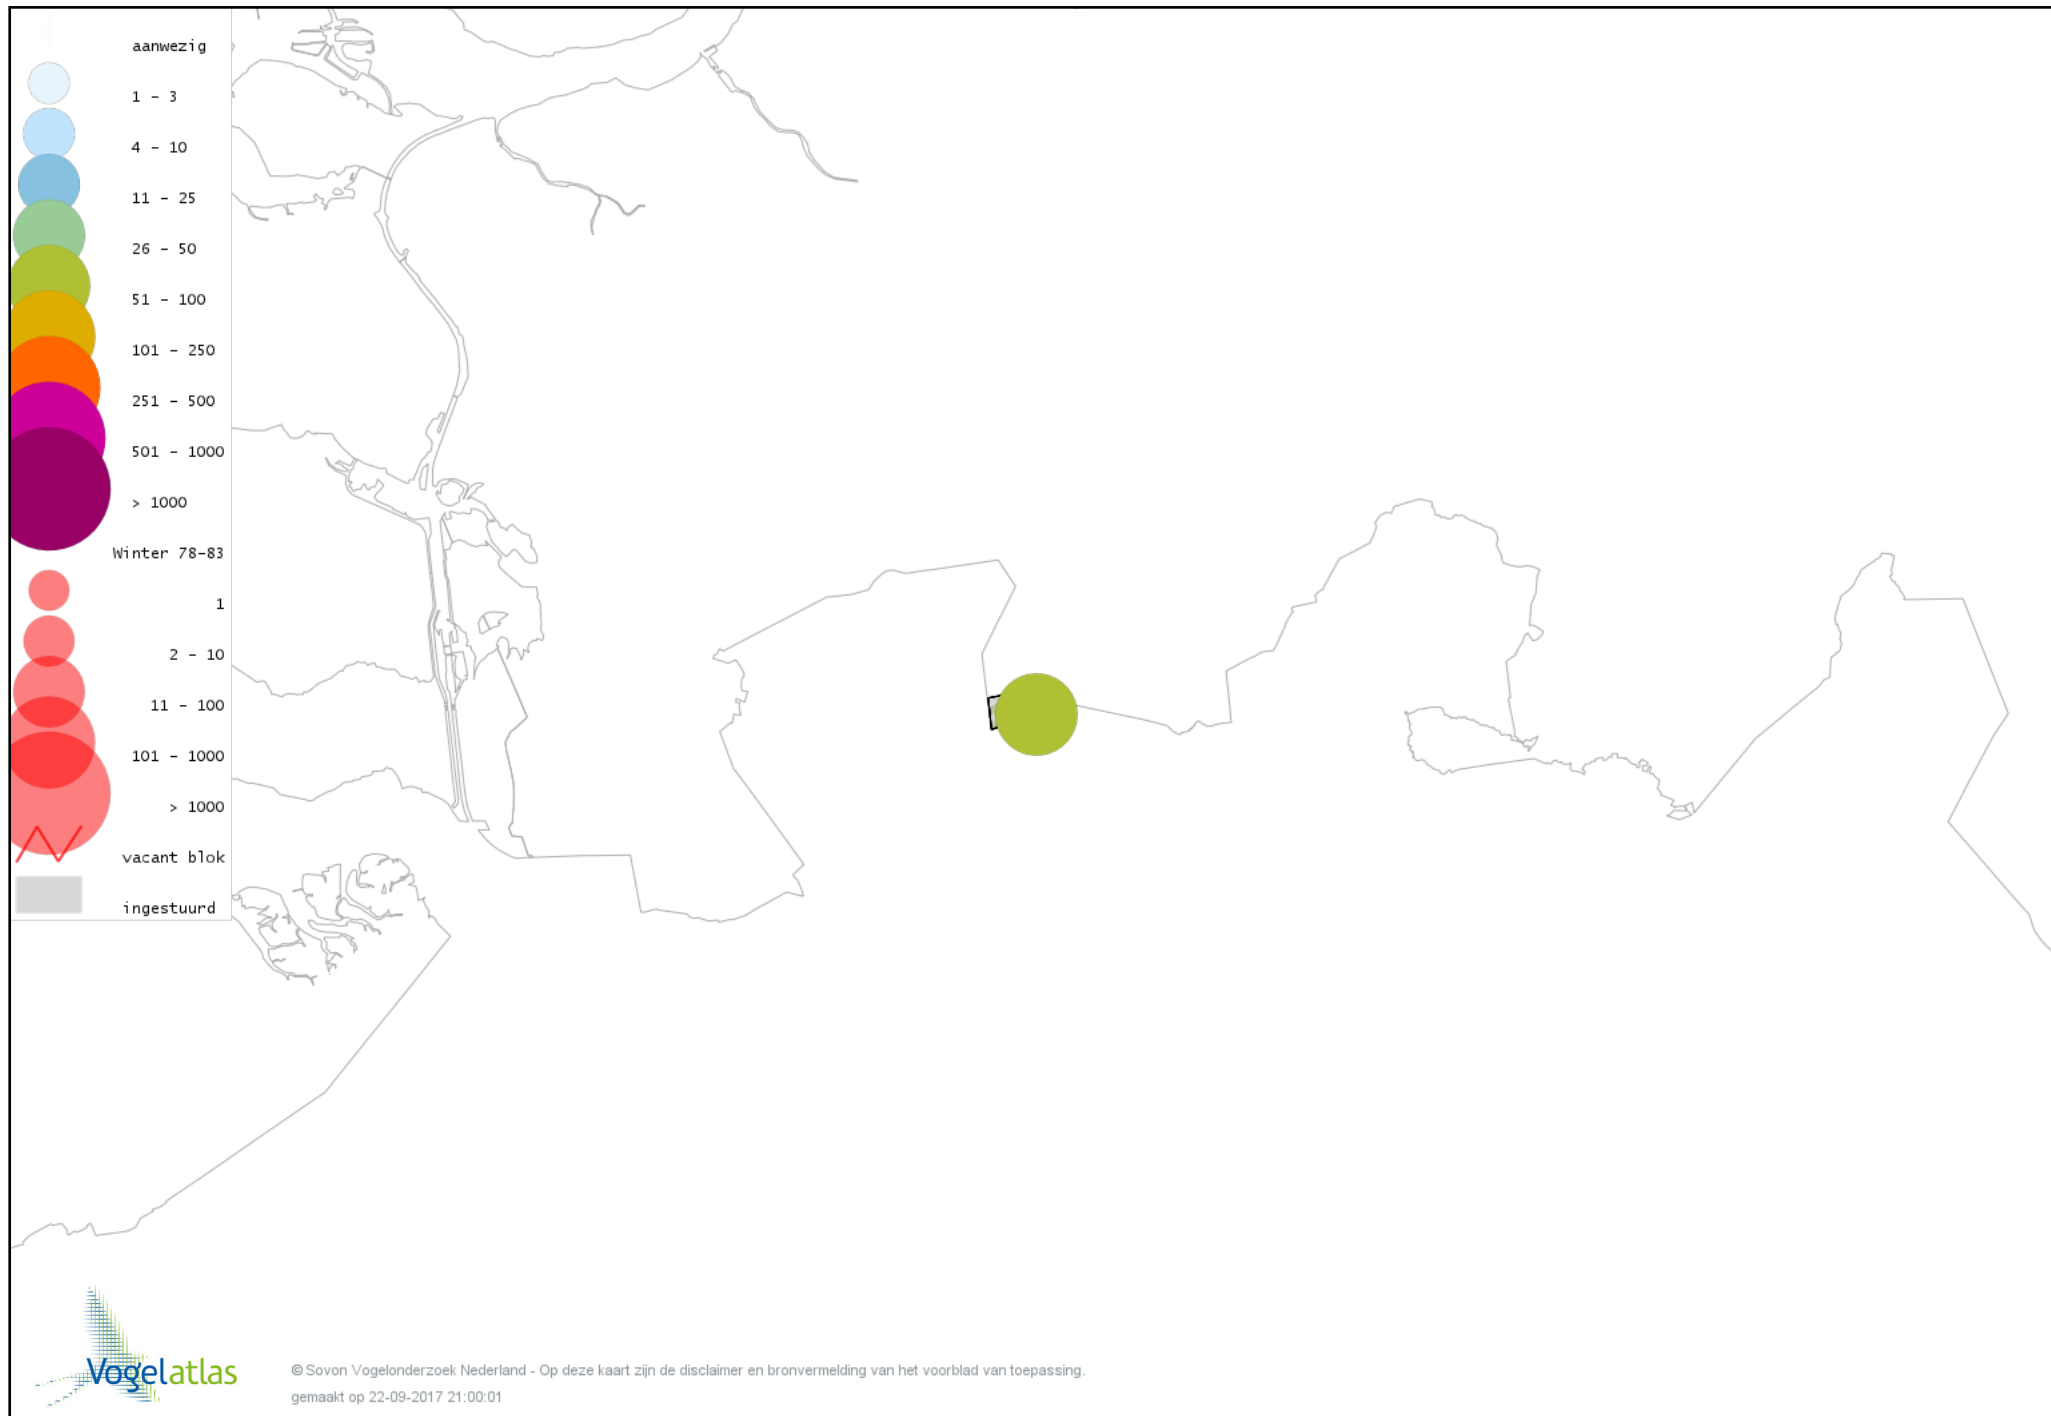 aanwezig
1 - 3
4 - 10
11 - 25
26 - 50
51 - 100
101 - 250
251 - 500
501 - 1000
> 1000
Winter 78-83
1
2 - 10
11 - 100
101 - 1000
> 1000
vacant blok
ingestuurd
Vogelatlas
© Sovon Vogelonderzoek Nederland - Op deze kaart zijn de disclaimer en bronvermelding van het voorblad van toepassing.
gemaakt op 22-09-2017 21:00:01